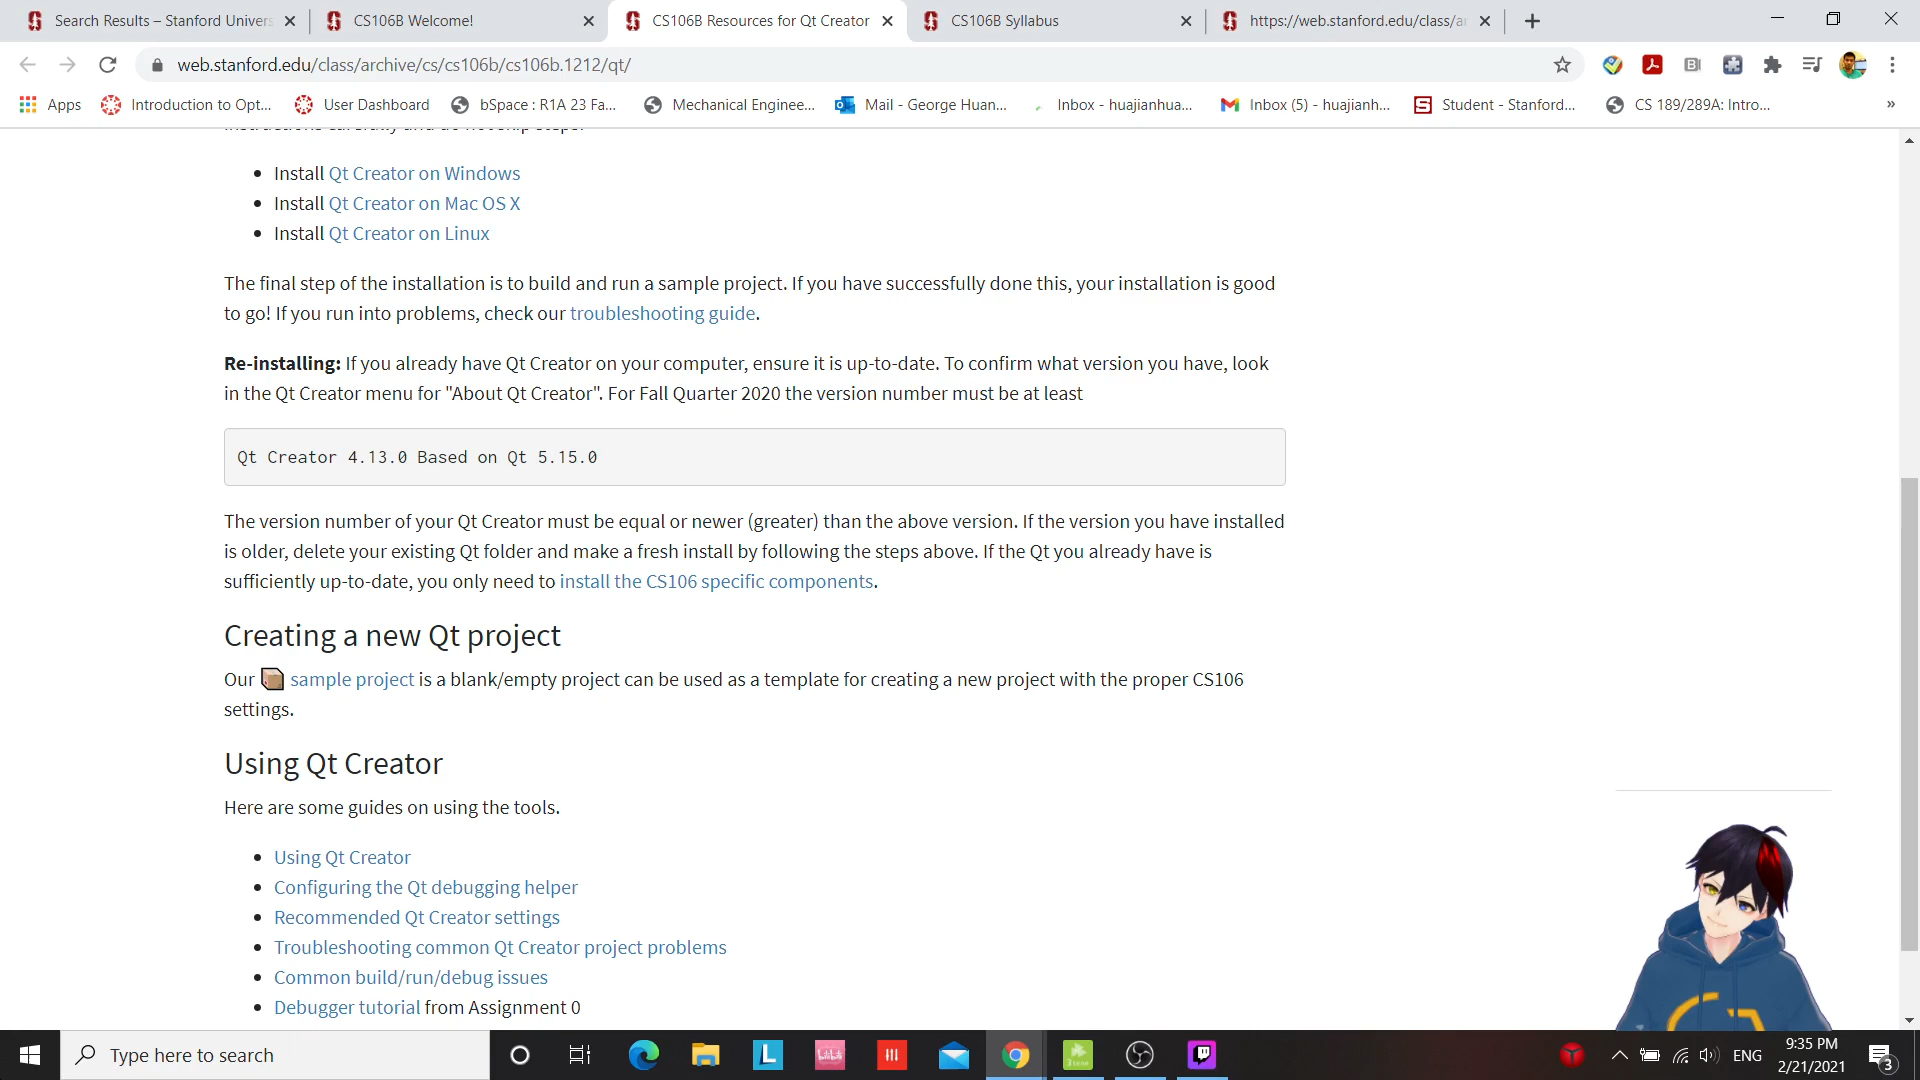 Search Results – Stanford Univers
CS106B Welcome!
CS106B Resources for Qt Creator
CS106B Syllabus
https://web.stanford.edu/class/ar
web.stanford.edu/class/archive/cs/cs106b/cs106b.1212/qt/
Apps
Introduction to Opt...
User Dashboard
bSpace : R1A 23 Fa...
Mechanical Enginee...
Mail - George Huan...
Inbox - huajianhua...
Inbox (5) - huajianh...
Student - Stanford...
CS 189/289A: Intro...
»
instructions carefully and do not skip steps!
• Install Qt Creator on Windows
• Install Qt Creator on Mac OS X
• Install Qt Creator on Linux
The final step of the installation is to build and run a sample project. If you have successfully done this, your installation is good
to go! If you run into problems, check our troubleshooting guide.
Re-installing: If you already have Qt Creator on your computer, ensure it is up-to-date. To confirm what version you have, look
in the Qt Creator menu for "About Qt Creator". For Fall Quarter 2020 the version number must be at least
Qt Creator 4.13.0 Based on Qt 5.15.0
The version number of your Qt Creator must be equal or newer (greater) than the above version. If the version you have installed
is older, delete your existing Qt folder and make a fresh install by following the steps above. If the Qt you already have is
sufficiently up-to-date, you only need to install the CS106 specific components.
Creating a new Qt project
Our sample project is a blank/empty project can be used as a template for creating a new project with the proper CS106
settings.
Using Qt Creator
Here are some guides on using the tools.
• Using Qt Creator
• Configuring the Qt debugging helper
• Recommended Qt Creator settings
• Troubleshooting common Qt Creator project problems
• Common build/run/debug issues
• Debugger tutorial from Assignment 0
Type here to search
ENG
9:35 PM
2/21/2021
3